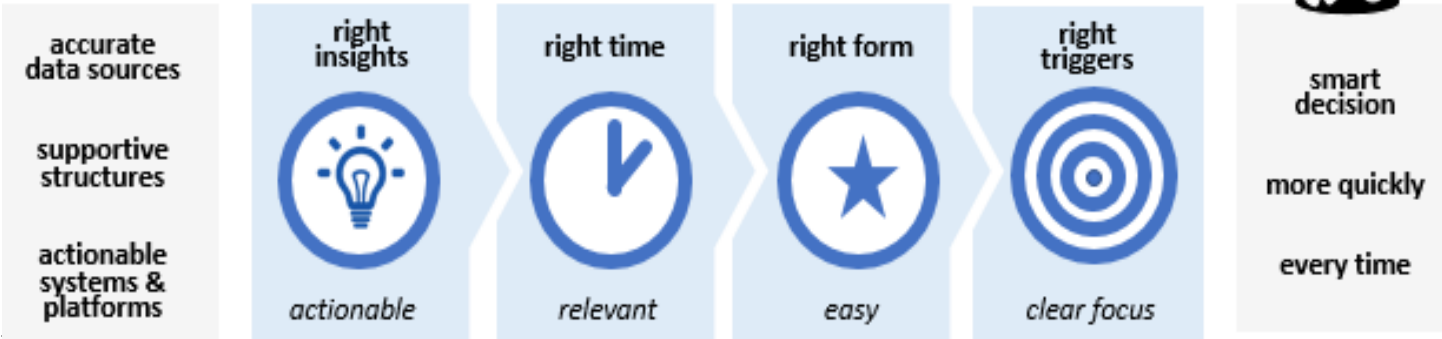 accurate
data sources
supportive
structures
actionable
systems &
platforms
right
insights
actionable
right time
relevant
right form
easy
right
triggers
clear focus
smart
decision
more quickly
every time